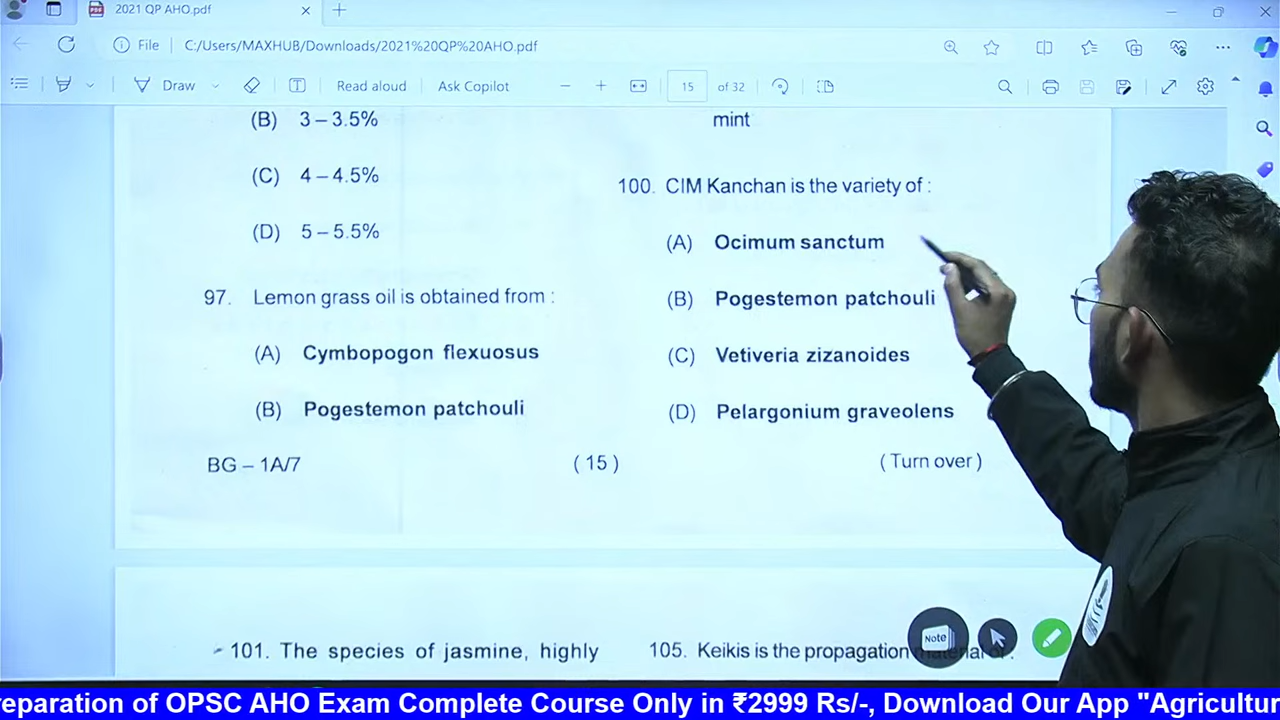 2021 QP AHO.pdf
File
C:/Users/MAXHUB/Downloads/2021%20QP%20AHO.pdf
Draw
Read aloud
Ask Copilot
15
of 32
(B) 3 – 3.5%
(C) 4 – 4.5%
(D) 5 – 5.5%
97. Lemon grass oil is obtained from :
(A) Cymbopogon flexuosus
(B) Pogestemon patchouli
mint
100. CIM Kanchan is the variety of :
(A) Ocimum sanctum
(B) Pogestemon patchouli
(C) Vetiveria zizanoides
(D) Pelargonium graveolens
BG – 1A/7
( 15 )
( Turn over )
101. The species of jasmine, highly
105. Keikis is the propagation material of :
Note
reparation of OPSC AHO Exam Complete Course Only in ₹2999 Rs/-, Download Our App "Agricultur